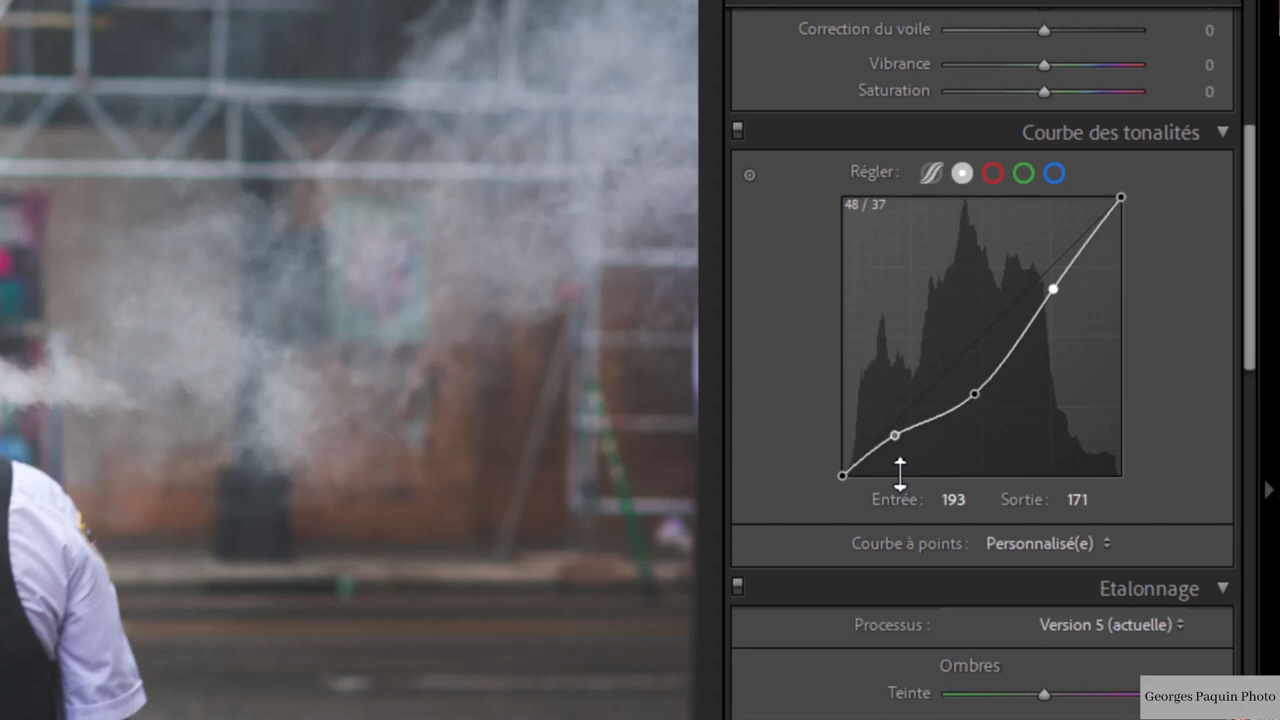 Correction du voile 0
Vibrance 0
Saturation 0
Courbe des tonalités
Régler :
48 / 37
Entrée : 193 Sortie : 171
Courbe à points : Personnalisé(e)
Etalonnage
Processus : Version 5 (actuelle)
Ombres
Teinte
Georges Paquin Photo